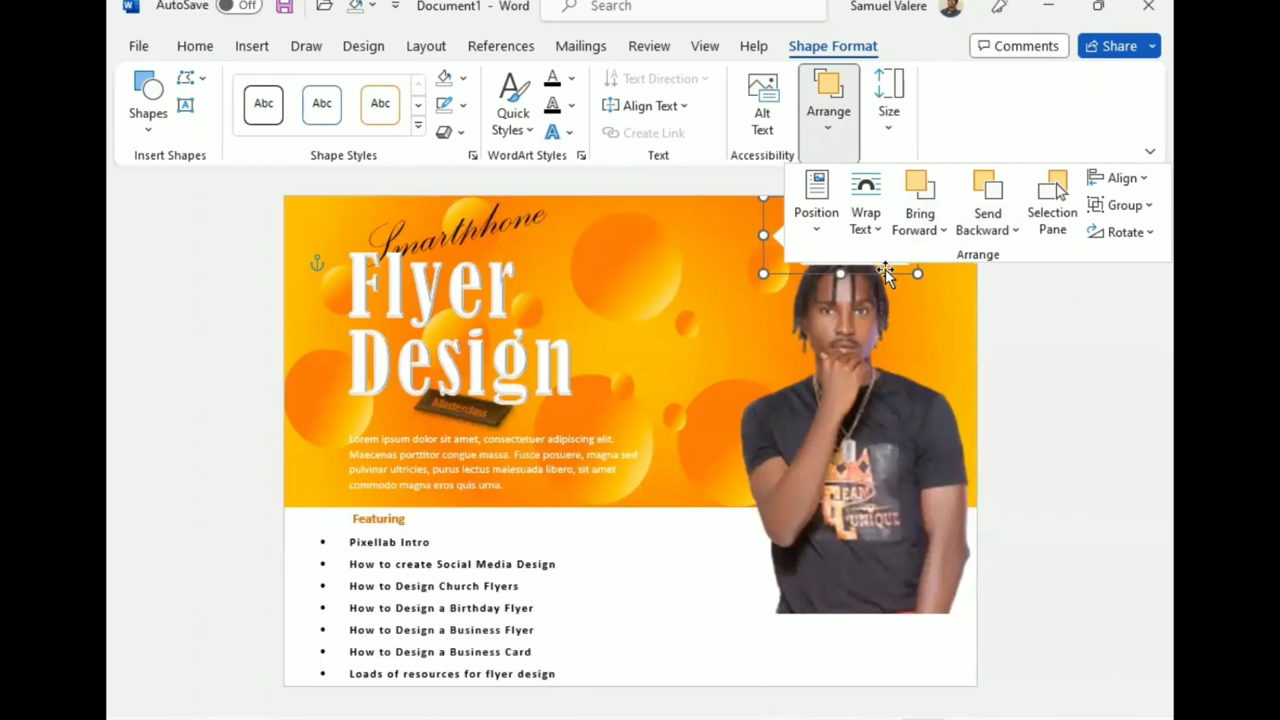 AutoSave Off Document1 - Word Search Samuel Valere
File Home Insert Draw Design Layout References Mailings Review View Help Shape Format Comments Share
Shapes
Insert Shapes
Abc Abc Abc
Shape Styles
Quick
Styles
WordArt Styles
Text Direction
Align Text
Create Link
Text
Alt
Text
Accessibility
Arrange
Size
Position
Wrap
Text
Bring
Forward
Send
Backward
Selection
Pane
Align
Group
Rotate
Arrange
Smartphone
Flyer
Design
Masterclass
Lorem ipsum dolor sit amet, consectetuer adipiscing elit.
Maecenas porttitor congue massa. Fusce posuere, magna sed
pulvinar ultricies, purus lectus malesuada libero, sit amet
commodo magna eros quis urna.
Featuring
• Pixellab Intro
• How to create Social Media Design
• How to Design Church Flyers
• How to Design a Birthday Flyer
• How to Design a Business Flyer
• How to Design a Business Card
• Loads of resources for flyer design
UNIQUE